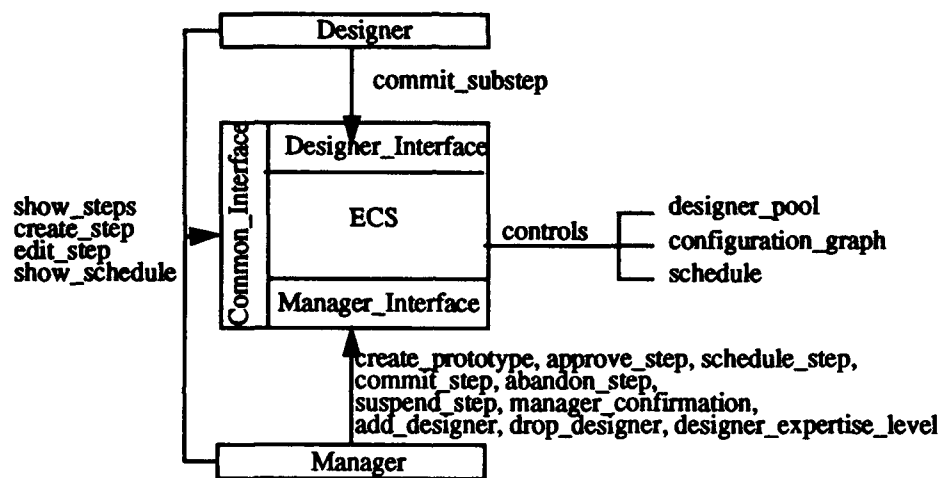 Designer
commit_substep
Designer_Interface
Common_Interface
ECS
show_steps
create_step
edit_step
show_schedule
controls
designer_pool
configuration_graph
schedule
Manager_Interface
create_prototype, approve_step, schedule_step,
commit_step, abandon_step,
suspend_step, manager_confirmation,
add_designer, drop_designer, designer_expertise_level
Manager